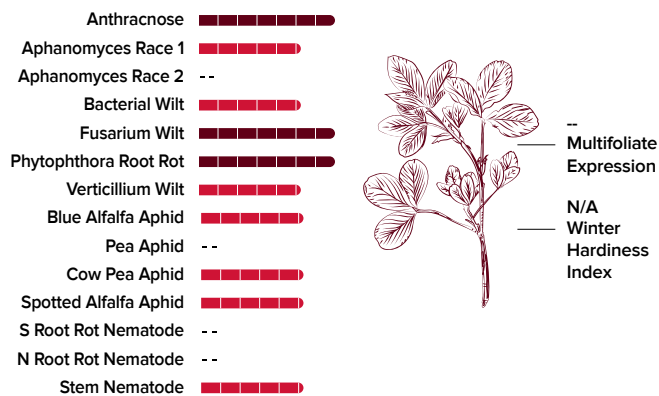 Anthracnose
Aphanomyces Race 1
Aphanomyces Race 2 --
Bacterial Wilt
Fusarium Wilt
Phytophthora Root Rot
Verticillium Wilt
Blue Alfalfa Aphid
Pea Aphid --
Cow Pea Aphid
Spotted Alfalfa Aphid
S Root Rot Nematode --
N Root Rot Nematode --
Stem Nematode
--
Multifoliate
Expression
N/A
Winter
Hardiness
Index